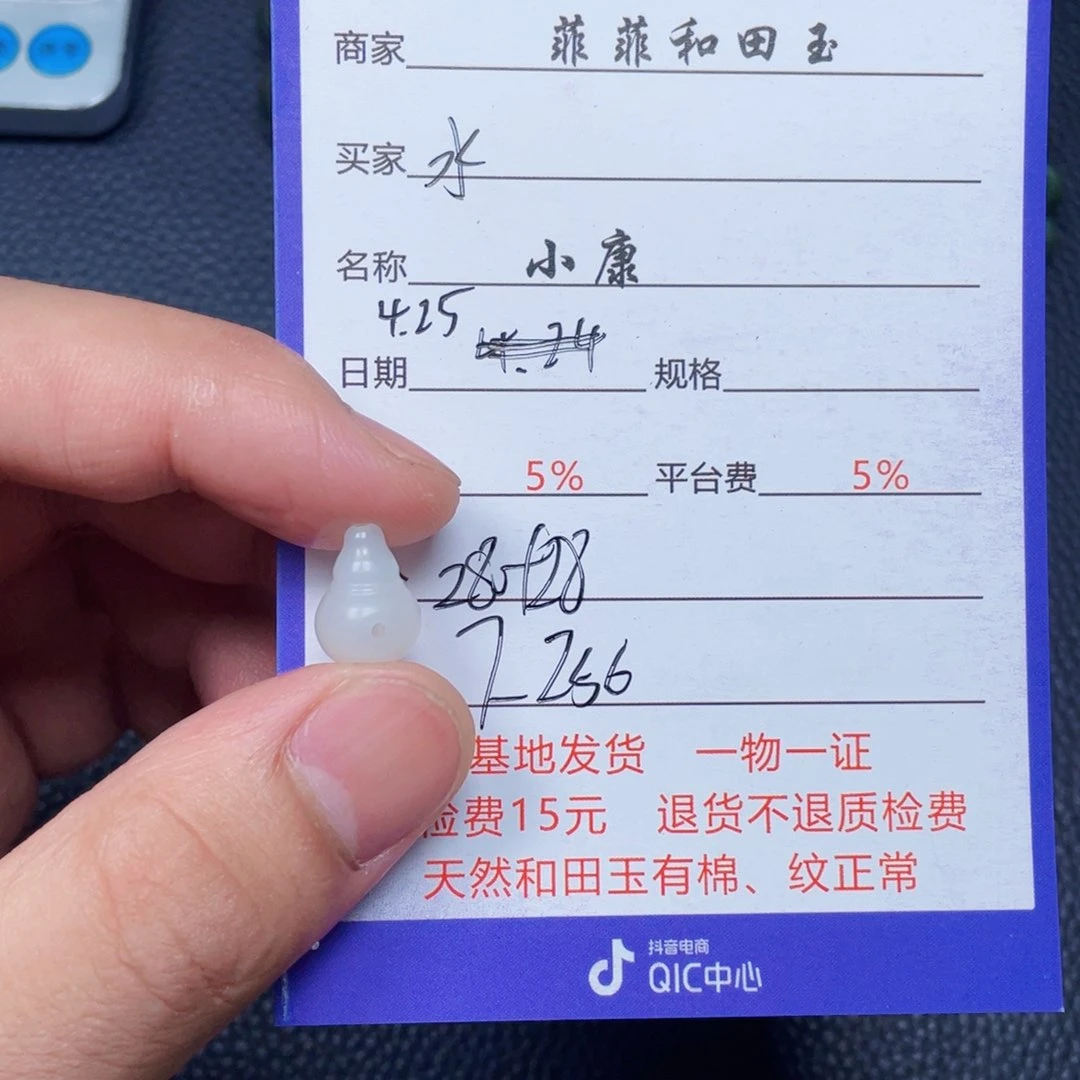 商家 菲菲和田玉
买家 水
名称 小康
4.25 4.24
日期 规格
5% 平台费 5%
128
256
基地发货 一物一证
检费15元 退货不退质检费
天然和田玉有棉、纹正常
抖音电商
QIC中心